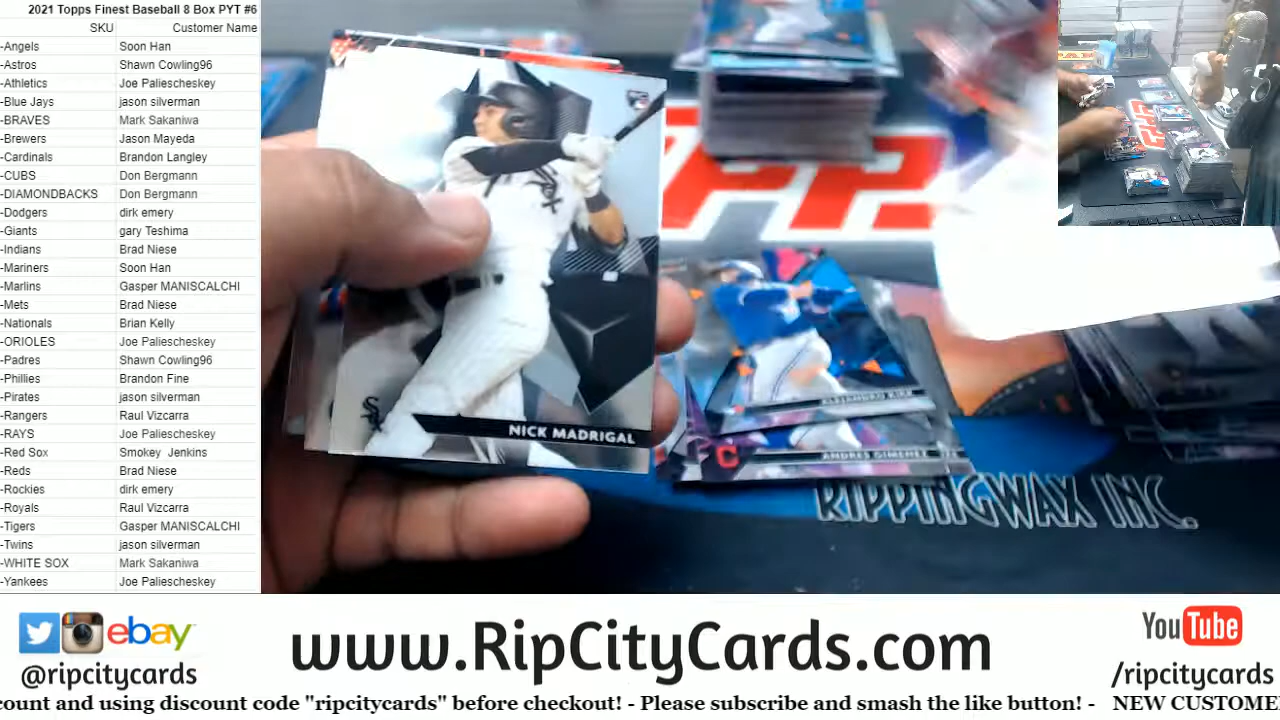 2021 Topps Finest Baseball 8 Box PYT #6
SKU Customer Name
-Angels Soon Han
-Astros Shawn Cowling96
-Athletics Joe Paliescheskey
-Blue Jays jason silverman
-BRAVES Mark Sakaniwa
-Brewers Jason Mayeda
-Cardinals Brandon Langley
-CUBS Don Bergmann
-DIAMONDBACKS Don Bergmann
-Dodgers dirk emery
-Giants gary Teshima
-Indians Brad Niese
-Mariners Soon Han
-Marlins Gasper MANISCALCHI
-Mets Brad Niese
-Nationals Brian Kelly
-ORIOLES Joe Paliescheskey
-Padres Shawn Cowling96
-Phillies Brandon Fine
-Pirates jason silverman
-Rangers Raul Vizcarra
-RAYS Joe Paliescheskey
-Red Sox Smokey Jenkins
-Reds Brad Niese
-Rockies dirk emery
-Royals Raul Vizcarra
-Tigers Gasper MANISCALCHI
-Twins jason silverman
-WHITE SOX Mark Sakaniwa
-Yankees Joe Paliescheskey
NICK MADRIGAL
ALEJANDRO KIRK
ANDRES GIMENEZ
RIPPINGWAX INC.
ebay
@ripcitycards
www.RipCityCards.com
YouTube
/ripcitycards
count and using discount code "ripcitycards" before checkout! - Please subscribe and smash the like button! - NEW CUSTOME